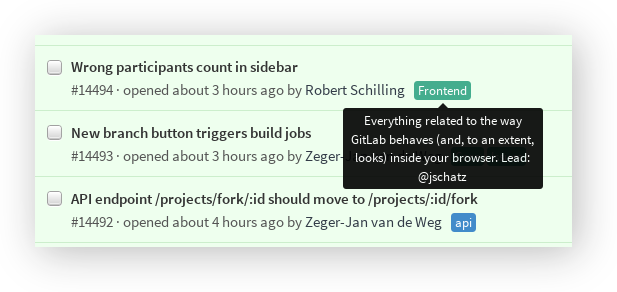 Wrong participants count in sidebar
#14494 · opened about 3 hours ago by Robert Schilling Frontend
Everything related to the way
GitLab behaves (and, to an extent,
looks) inside your browser. Lead:
@jschatz
New branch button triggers build jobs
#14493 · opened about 3 hours ago by Zeger-
API endpoint /projects/fork/:id should move to /projects/:id/fork
#14492 · opened about 4 hours ago by Zeger-Jan van de Weg api